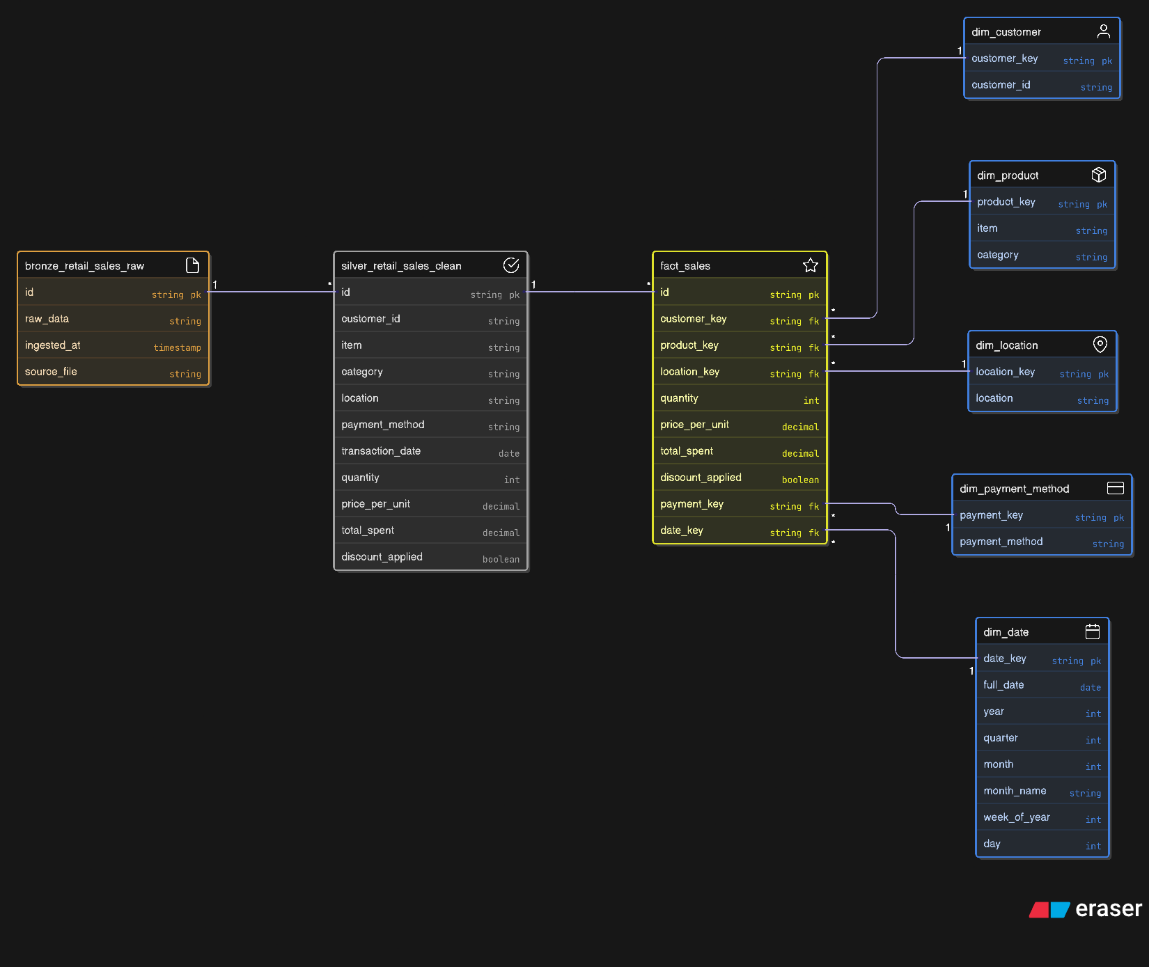 bronze_retail_sales_raw
id string pk
raw_data string
ingested_at timestamp
source_file string
1
*
silver_retail_sales_clean
id string pk
customer_id string
item string
category string
location string
payment_method string
transaction_date date
quantity int
price_per_unit decimal
total_spent decimal
discount_applied boolean
1
*
fact_sales
id string pk
customer_key string fk
product_key string fk
location_key string fk
quantity int
price_per_unit decimal
total_spent decimal
discount_applied boolean
payment_key string fk
date_key string fk
*
*
*
*
*
1
dim_customer
customer_key string pk
customer_id string
1
dim_product
product_key string pk
item string
category string
1
dim_location
location_key string pk
location string
1
dim_payment_method
payment_key string pk
payment_method string
1
dim_date
date_key string pk
full_date date
year int
quarter int
month int
month_name string
week_of_year int
day int
eraser